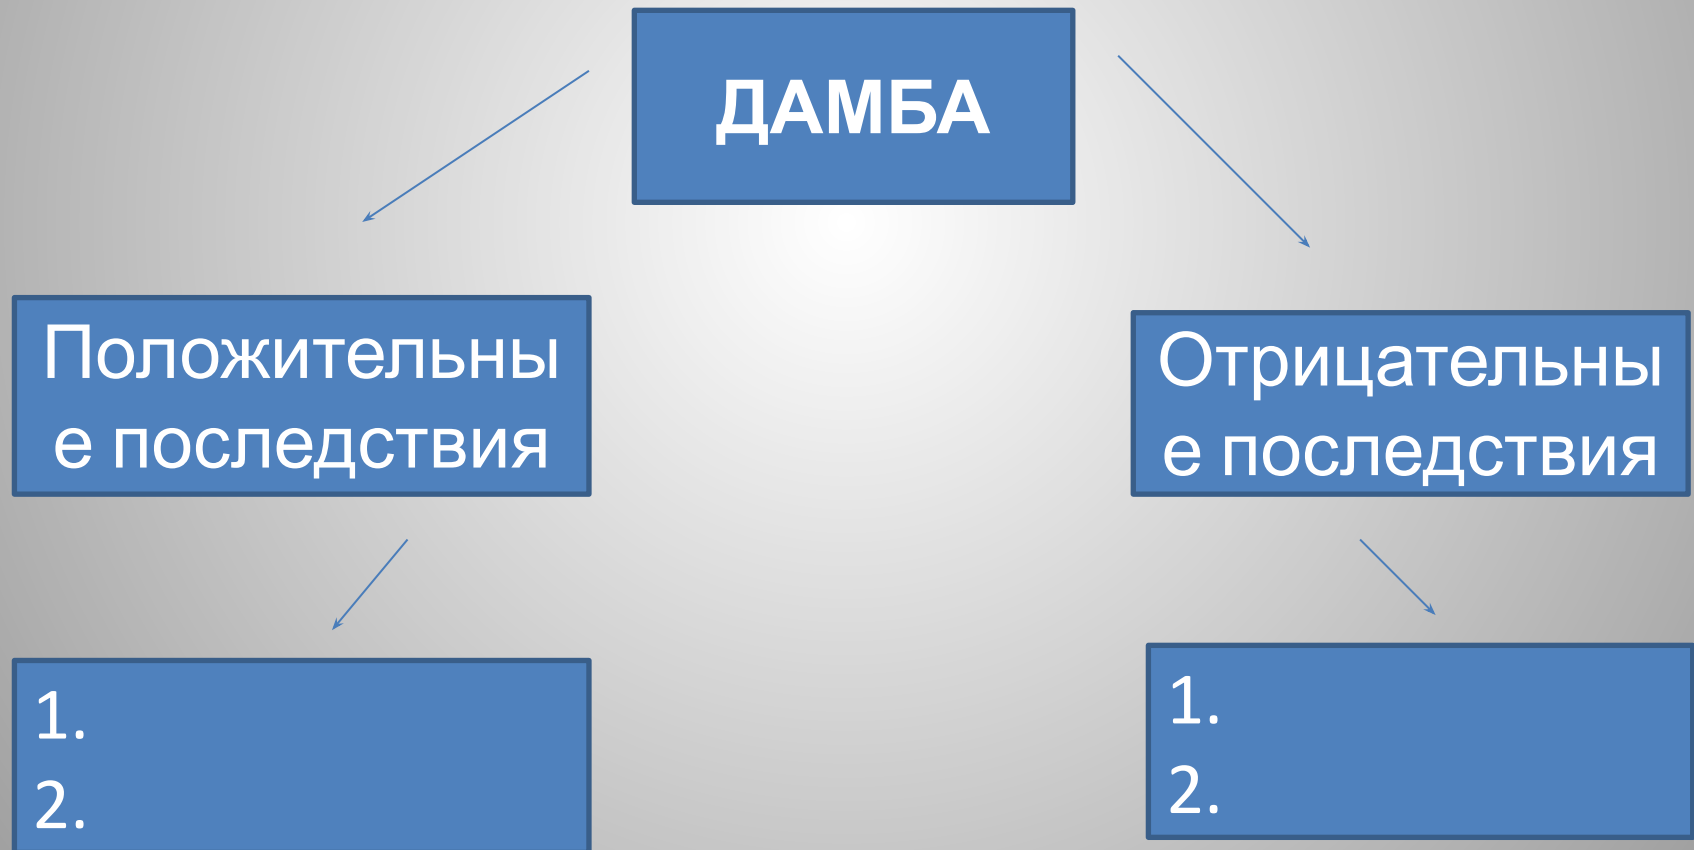 ДАМБА
Положительны
е последствия
Отрицательны
е последствия
1.
2.
1.
2.